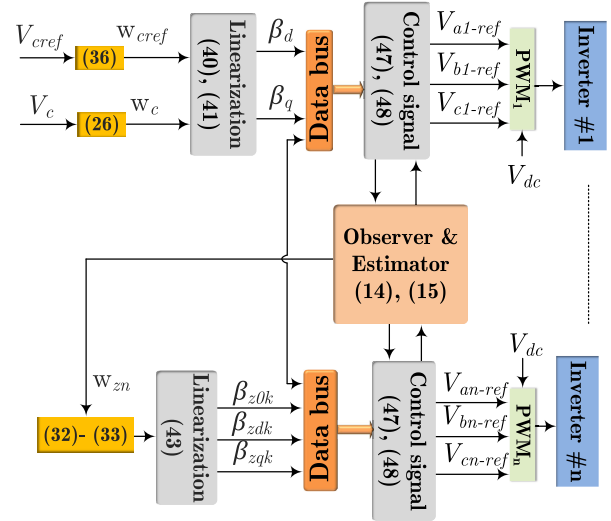 V_cref
(36)
w_cref
V_c
(26)
w_c
Linearization
(40), (41)
β_d
β_q
Data bus
Control signal
(47), (48)
V_a1-ref
V_b1-ref
V_c1-ref
PWM_1
V_dc
Inverter #1
Observer &
Estimator
(14), (15)
w_zn
(32)- (33)
Linearization
(43)
β_z0k
β_zdk
β_zqk
Data bus
Control signal
(47), (48)
V_dc
V_an-ref
V_bn-ref
V_cn-ref
PWM_n
Inverter #n